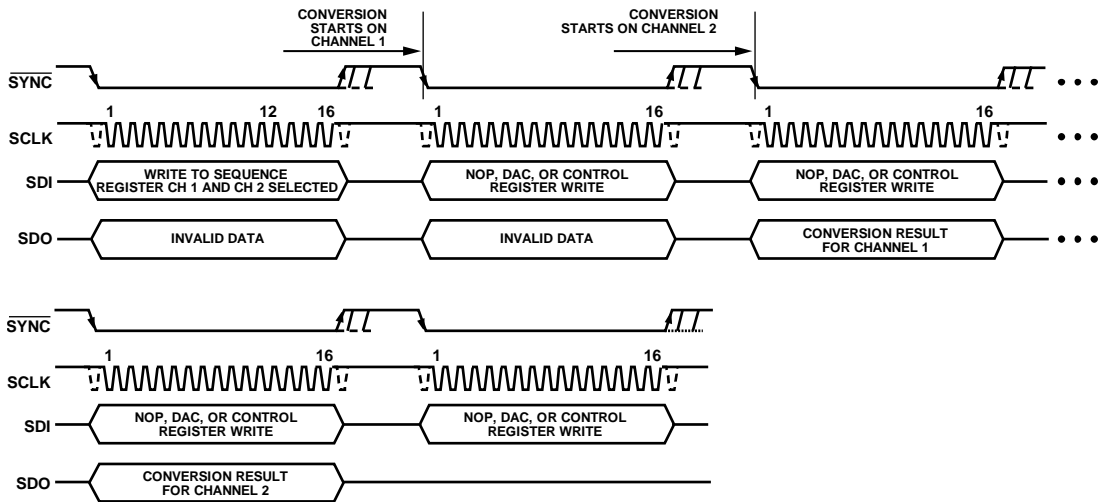 CONVERSION
STARTS ON
CHANNEL 1
CONVERSION
STARTS ON CHANNEL 2
SYNC
1 12 16 1 16 1 16
SCLK
SDI
WRITE TO SEQUENCE
REGISTER CH 1 AND CH 2 SELECTED
NOP, DAC, OR CONTROL
REGISTER WRITE
NOP, DAC, OR CONTROL
REGISTER WRITE
SDO
INVALID DATA
INVALID DATA
CONVERSION RESULT
FOR CHANNEL 1
SYNC
1 16 1 16
SCLK
SDI
NOP, DAC, OR CONTROL
REGISTER WRITE
NOP, DAC, OR CONTROL
REGISTER WRITE
SDO
CONVERSION RESULT
FOR CHANNEL 2